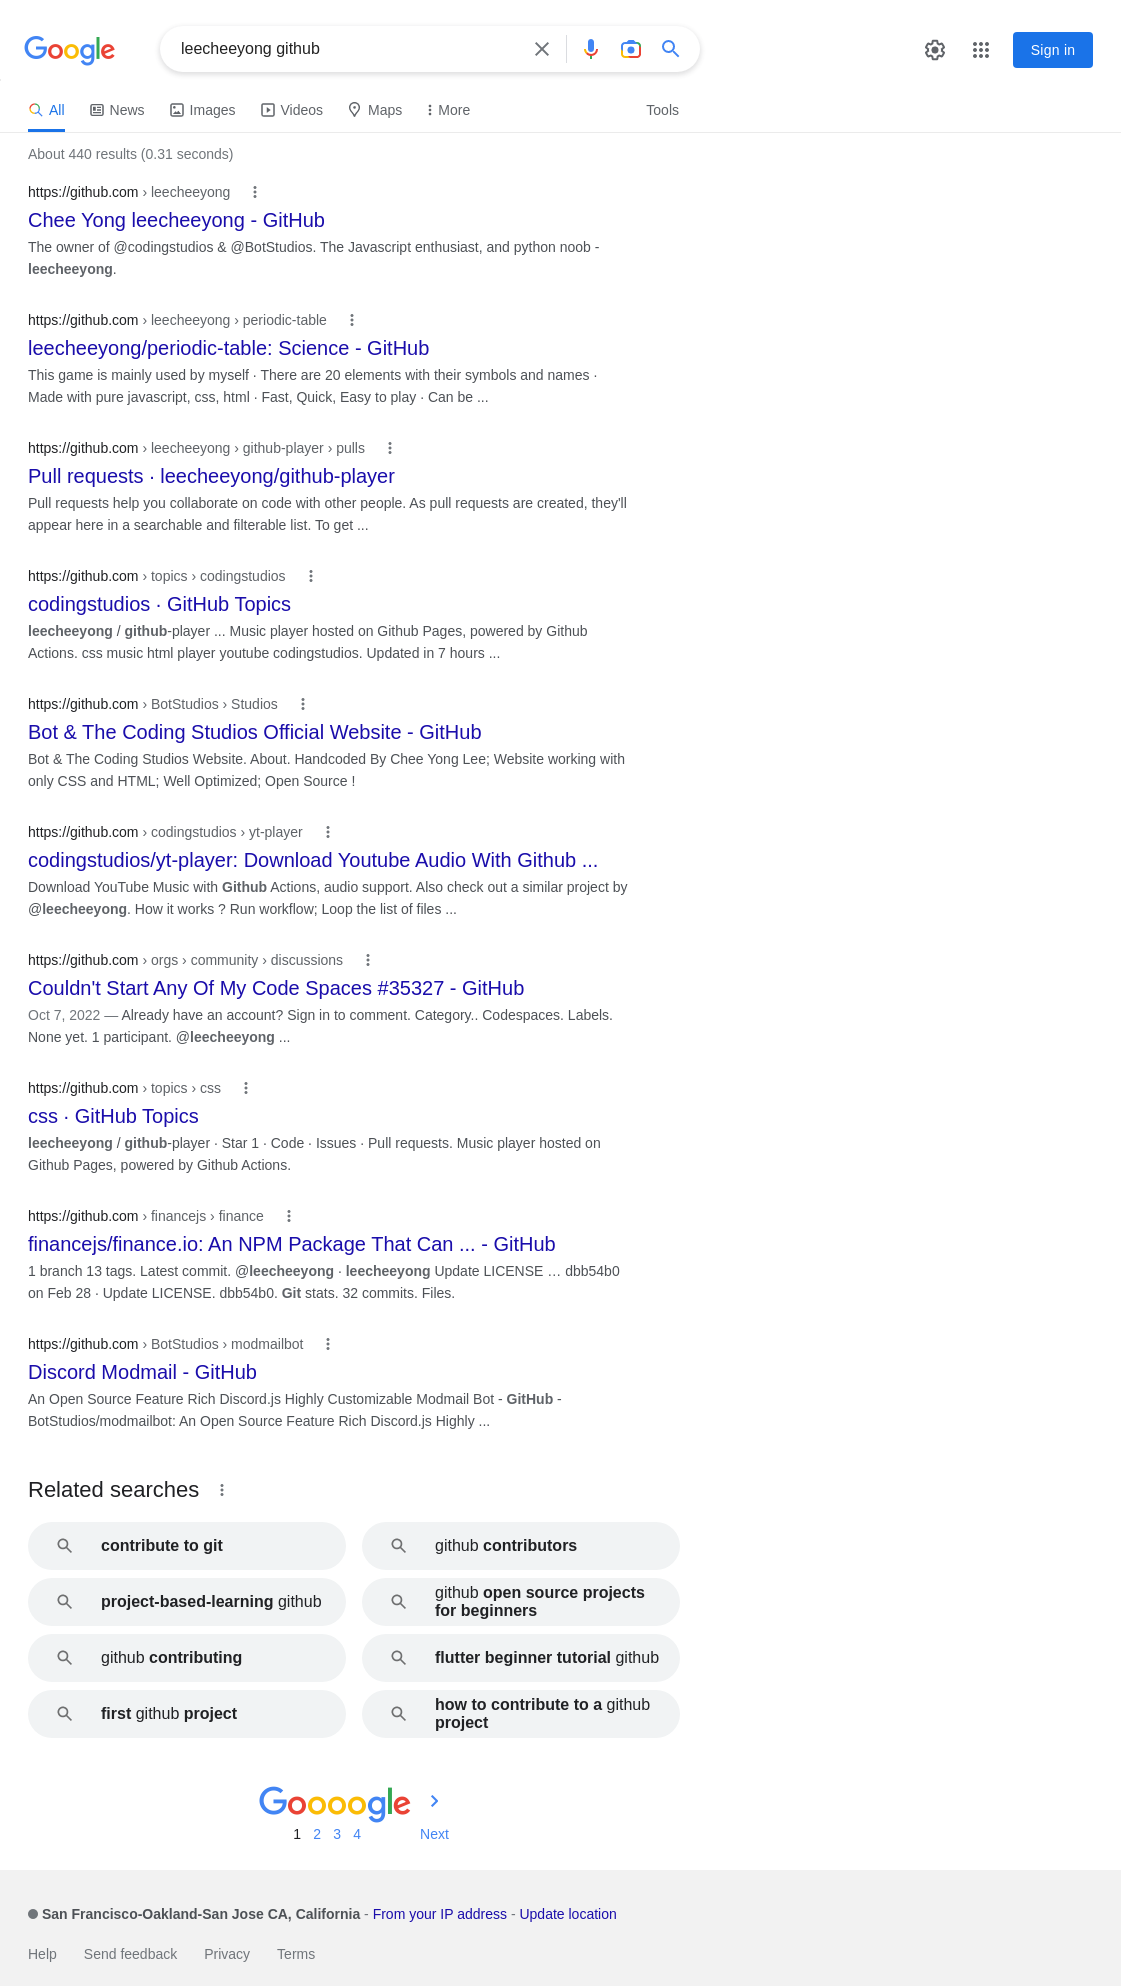 Google
leecheeyong github
Sign in
All News Images Videos Maps More Tools
About 440 results (0.31 seconds)
https://github.com › leecheeyong
Chee Yong leecheeyong - GitHub
The owner of @codingstudios & @BotStudios. The Javascript enthusiast, and python noob -
leecheeyong.
https://github.com › leecheeyong › periodic-table
leecheeyong/periodic-table: Science - GitHub
This game is mainly used by myself · There are 20 elements with their symbols and names ·
Made with pure javascript, css, html · Fast, Quick, Easy to play · Can be ...
https://github.com › leecheeyong › github-player › pulls
Pull requests · leecheeyong/github-player
Pull requests help you collaborate on code with other people. As pull requests are created, they'll
appear here in a searchable and filterable list. To get ...
https://github.com › topics › codingstudios
codingstudios · GitHub Topics
leecheeyong / github-player ... Music player hosted on Github Pages, powered by Github
Actions. css music html player youtube codingstudios. Updated in 7 hours ...
https://github.com › BotStudios › Studios
Bot & The Coding Studios Official Website - GitHub
Bot & The Coding Studios Website. About. Handcoded By Chee Yong Lee; Website working with
only CSS and HTML; Well Optimized; Open Source !
https://github.com › codingstudios › yt-player
codingstudios/yt-player: Download Youtube Audio With Github ...
Download YouTube Music with Github Actions, audio support. Also check out a similar project by
@leecheeyong. How it works ? Run workflow; Loop the list of files ...
https://github.com › orgs › community › discussions
Couldn't Start Any Of My Code Spaces #35327 - GitHub
Oct 7, 2022 — Already have an account? Sign in to comment. Category.. Codespaces. Labels.
None yet. 1 participant. @leecheeyong ...
https://github.com › topics › css
css · GitHub Topics
leecheeyong / github-player · Star 1 · Code · Issues · Pull requests. Music player hosted on
Github Pages, powered by Github Actions.
https://github.com › financejs › finance
financejs/finance.io: An NPM Package That Can ... - GitHub
1 branch 13 tags. Latest commit. @leecheeyong · leecheeyong Update LICENSE … dbb54b0
on Feb 28 · Update LICENSE. dbb54b0. Git stats. 32 commits. Files.
https://github.com › BotStudios › modmailbot
Discord Modmail - GitHub
An Open Source Feature Rich Discord.js Highly Customizable Modmail Bot - GitHub -
BotStudios/modmailbot: An Open Source Feature Rich Discord.js Highly ...
Related searches
contribute to git
github contributors
project-based-learning github
github open source projects
for beginners
github contributing
flutter beginner tutorial github
first github project
how to contribute to a github
project
Goooogle
1 2 3 4 Next
San Francisco-Oakland-San Jose CA, California - From your IP address - Update location
Help Send feedback Privacy Terms